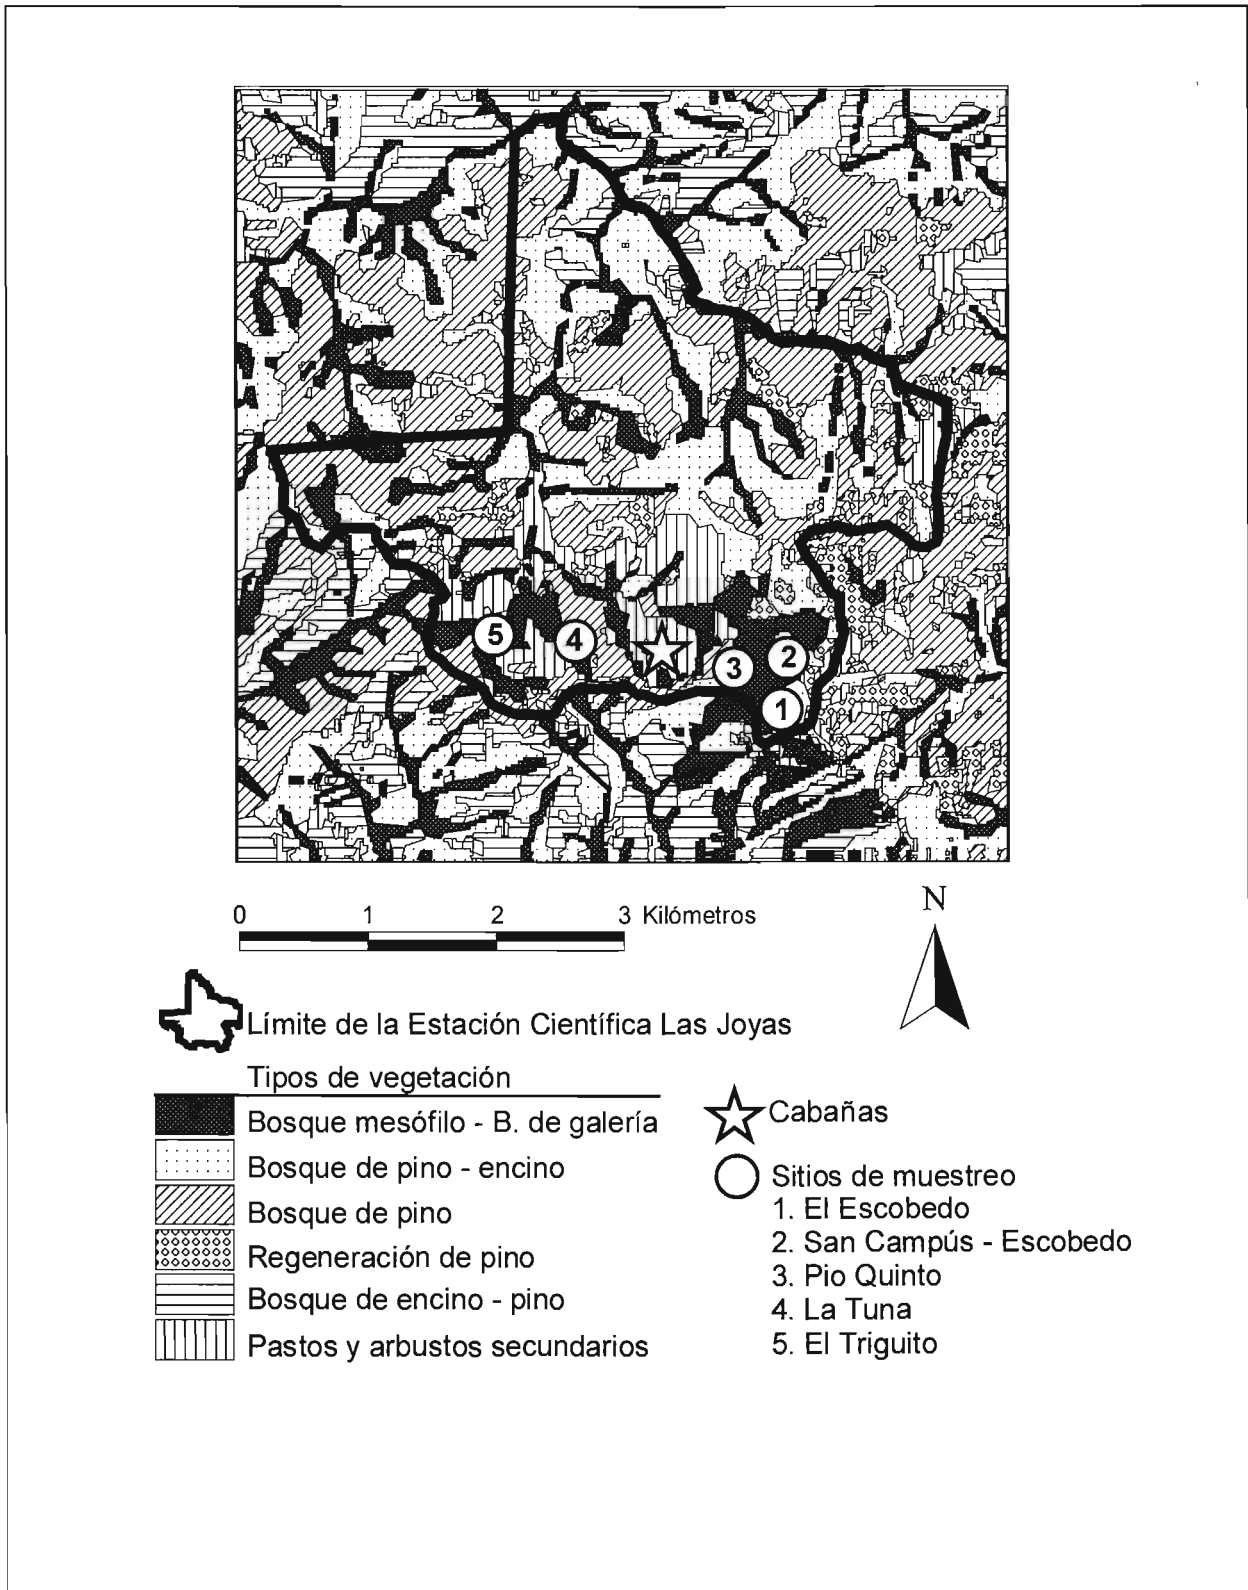 5
4
3
2
1
0 1 2 3 Kilómetros
N
Límite de la Estación Científica Las Joyas
Tipos de vegetación
Bosque mesófilo - B. de galería
Bosque de pino - encino
Bosque de pino
Regeneración de pino
Bosque de encino - pino
Pastos y arbustos secundarios
Cabañas
Sitios de muestreo
1. El Escobedo
2. San Campús - Escobedo
3. Pio Quinto
4. La Tuna
5. El Triguito